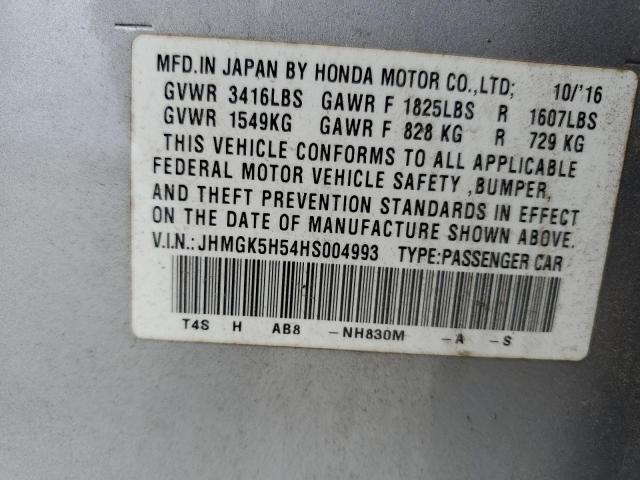 MFD.IN JAPAN BY HONDA MOTOR CO.,LTD; 10/'16
GVWR 3416LBS GAWR F 1825LBS R 1607LBS
GVWR 1549KG GAWR F 828 KG R 729 KG
THIS VEHICLE CONFORMS TO ALL APPLICABLE
FEDERAL MOTOR VEHICLE SAFETY ,BUMPER,
AND THEFT PREVENTION STANDARDS IN EFFECT
ON THE DATE OF MANUFACTURE SHOWN ABOVE.
V.I.N.: JHMGK5H54HS004993 TYPE:PASSENGER CAR
T4S H AB8 -NH830M -A -S